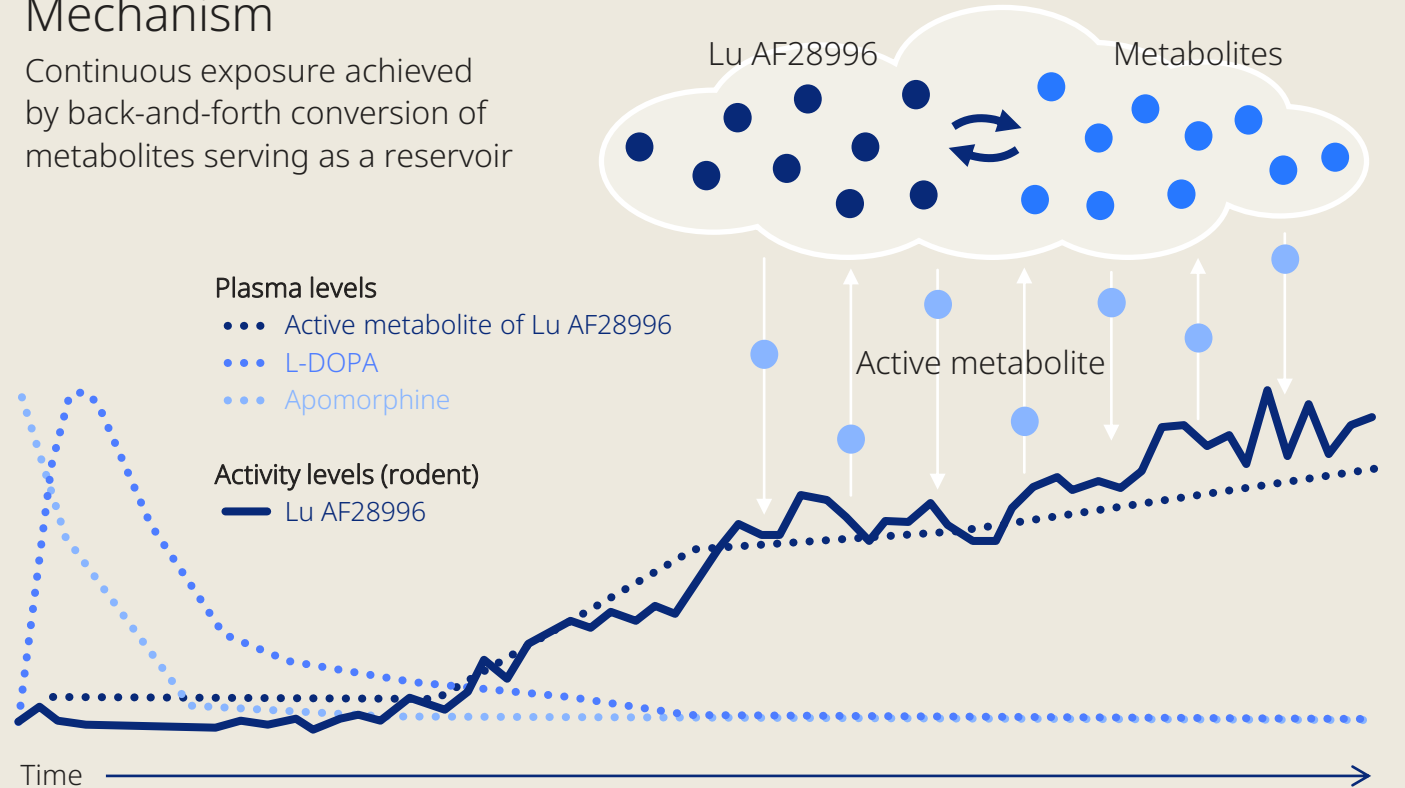 Mechanism
Continuous exposure achieved
by back-and-forth conversion of
metabolites serving as a reservoir
Lu AF28996
Metabolites
Plasma levels
Active metabolite of Lu AF28996
L-DOPA
Apomorphine
Active metabolite
Activity levels (rodent)
Lu AF28996
Time